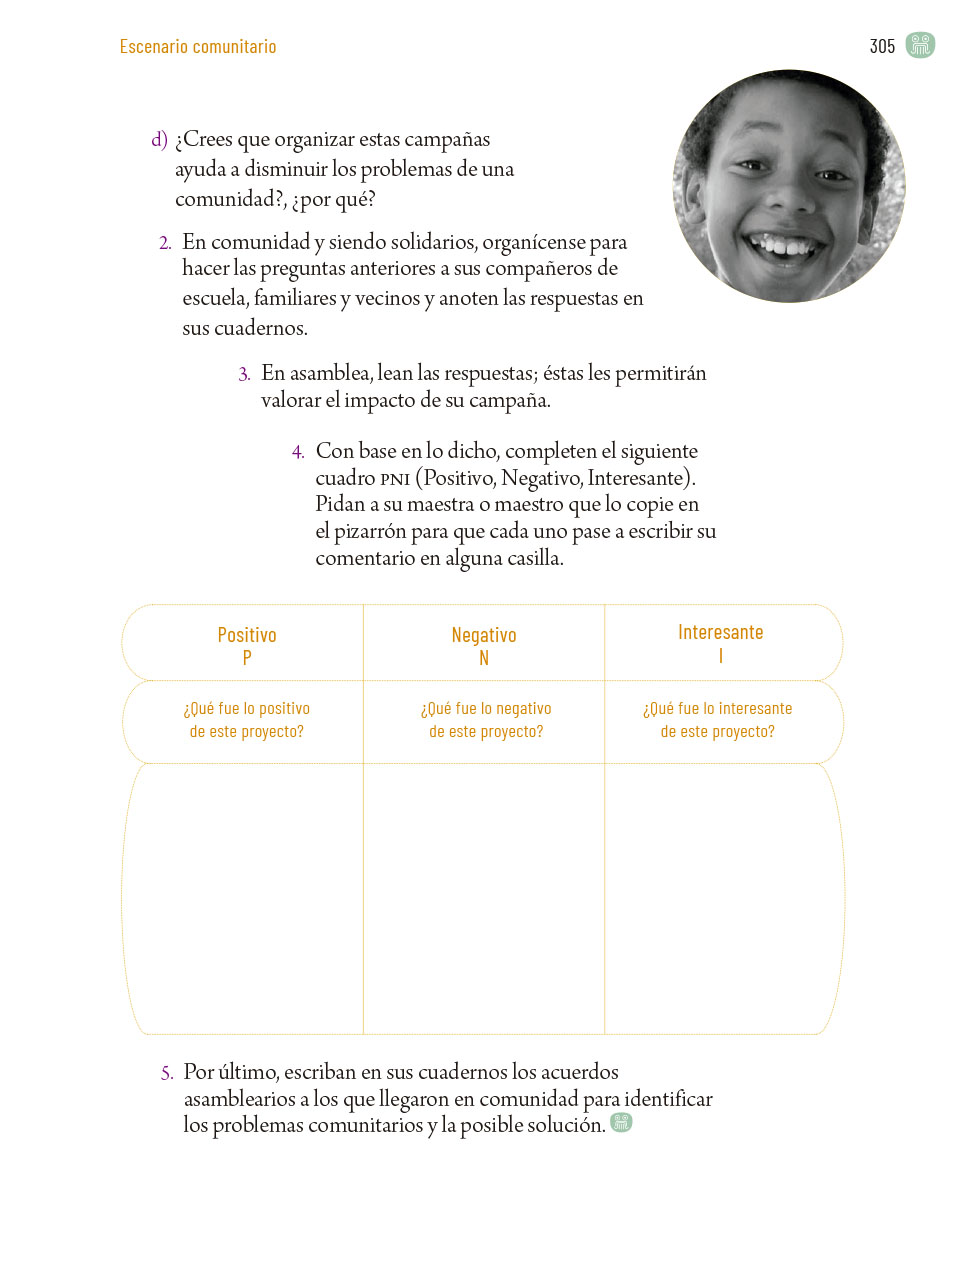 Escenario comunitario
305
d) ¿Crees que organizar estas campañas
ayuda a disminuir los problemas de una
comunidad?, ¿por qué?
2. En comunidad y siendo solidarios, organícense para
hacer las preguntas anteriores a sus compañeros de
escuela, familiares y vecinos y anoten las respuestas en
sus cuadernos.
3. En asamblea, lean las respuestas; éstas les permitirán
valorar el impacto de su campaña.
4. Con base en lo dicho, completen el siguiente
cuadro PNI (Positivo, Negativo, Interesante).
Pidan a su maestra o maestro que lo copie en
el pizarrón para que cada uno pase a escribir su
comentario en alguna casilla.
Positivo
P
Negativo
N
Interesante
I
¿Qué fue lo positivo
de este proyecto?
¿Qué fue lo negativo
de este proyecto?
¿Qué fue lo interesante
de este proyecto?
5. Por último, escriban en sus cuadernos los acuerdos
asamblearios a los que llegaron en comunidad para identificar
los problemas comunitarios y la posible solución.